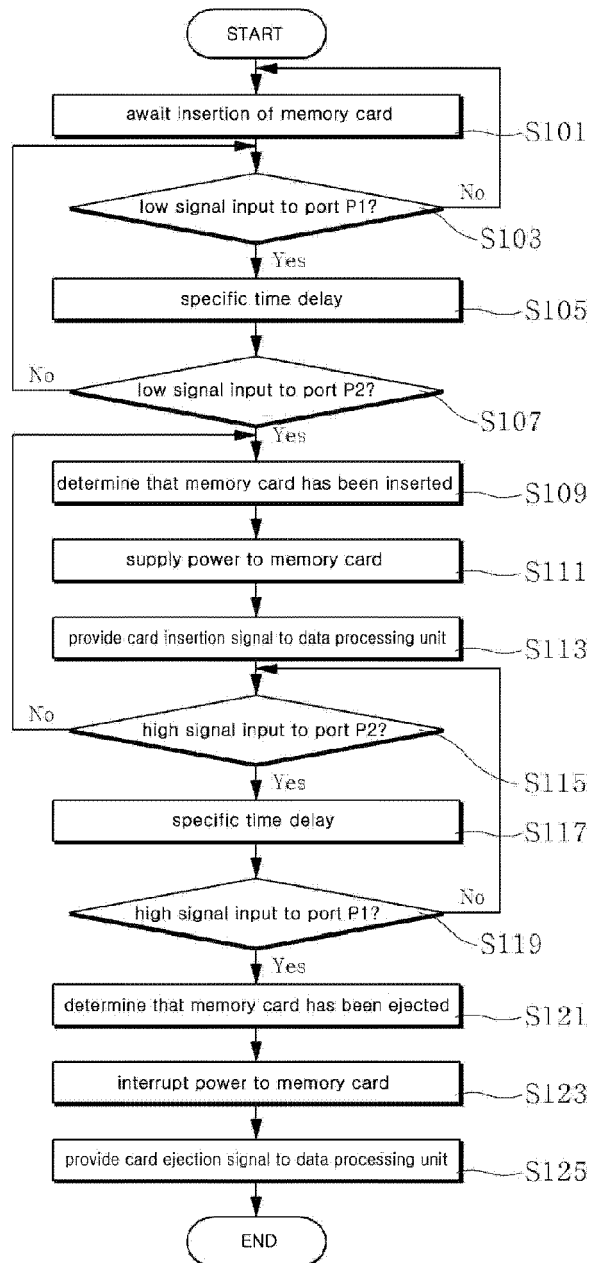 START
await insertion of memory card
S101
low signal input to port P1?
No
S103
Yes
specific time delay
S105
No
low signal input to port P2?
S107
Yes
determine that memory card has been inserted
S109
supply power to memory card
S111
provide card insertion signal to data processing unit
S113
No
high signal input to port P2?
S115
Yes
specific time delay
S117
high signal input to port P1?
No
S119
Yes
determine that memory card has been ejected
S121
interrupt power to memory card
S123
provide card ejection signal to data processing unit
S125
END